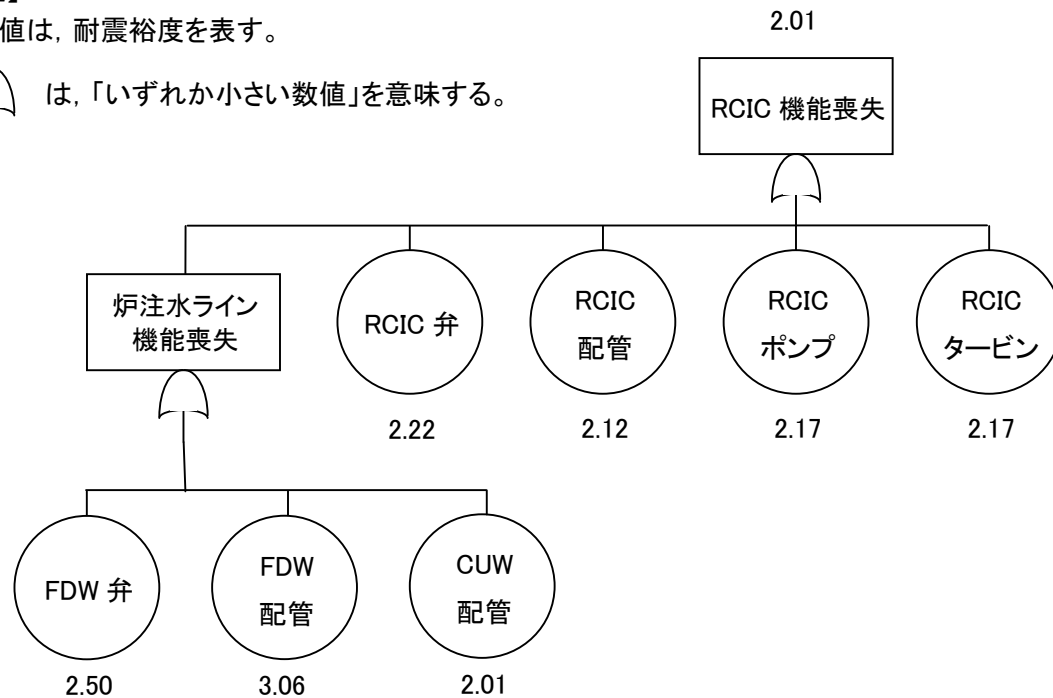 値は，耐震裕度を表す。
は，「いずれか小さい数値」を意味する。
2.01
RCIC 機能喪失
炉注水ライン
機能喪失
RCIC 弁
RCIC
配管
RCIC
ポンプ
RCIC
タービン
2.22
2.12
2.17
2.17
FDW 弁
FDW
配管
CUW
配管
2.50
3.06
2.01